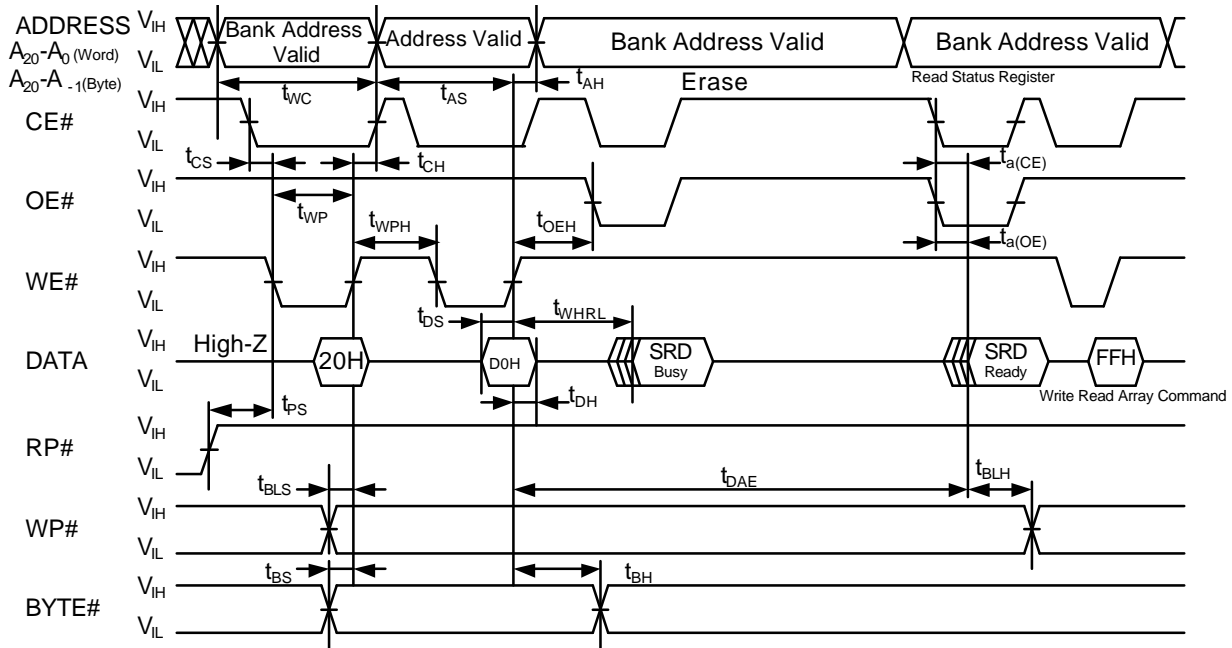 ADDRESS VIH Bank Address Valid Address Valid Bank Address Valid Bank Address Valid
A20-A0 (Word) VIL
A20-A -1(Byte) Read Status Register
tWC tAS tAH Erase
CE# VIH
VIL
tCS tCH ta(CE)
OE# VIH
VIL
tWP tWPH tOEH ta(OE)
WE# VIH
VIL
tDS tWHRL
DATA VIH High-Z 20H D0H SRD Busy SRD Ready FFH
VIL
tDH Write Read Array Command
tPS
RP# VIH
VIL
tBLS tDAE tBLH
WP# VIH
VIL
tBS tBH
BYTE# VIH
VIL